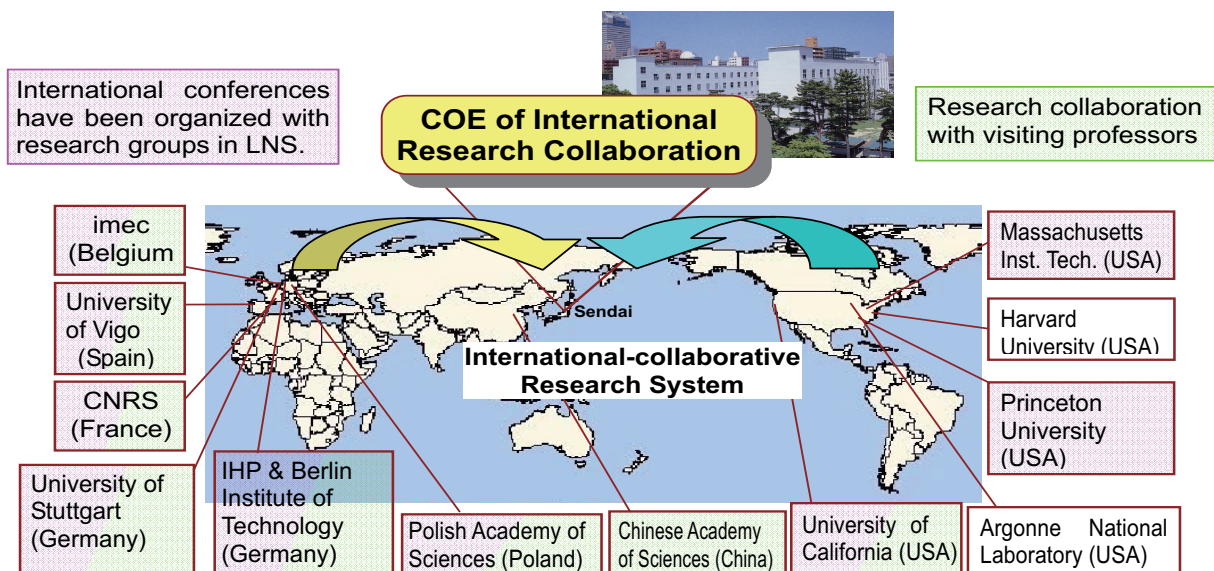 International conferences
have been organized with
research groups in LNS.
COE of International
Research Collaboration
Research collaboration
with visiting professors
imec
(Belgium
University
of Vigo
(Spain)
CNRS
(France)
University of
Stuttgart
(Germany)
IHP & Berlin
Institute of
Technology
(Germany)
Polish Academy of
Sciences (Poland)
Chinese Academy
of Sciences (China)
University of
California (USA)
Argonne National
Laboratory (USA)
Massachusetts
Inst. Tech. (USA)
Harvard
University (USA)
Princeton
University
(USA)
Sendai
International-collaborative
Research System